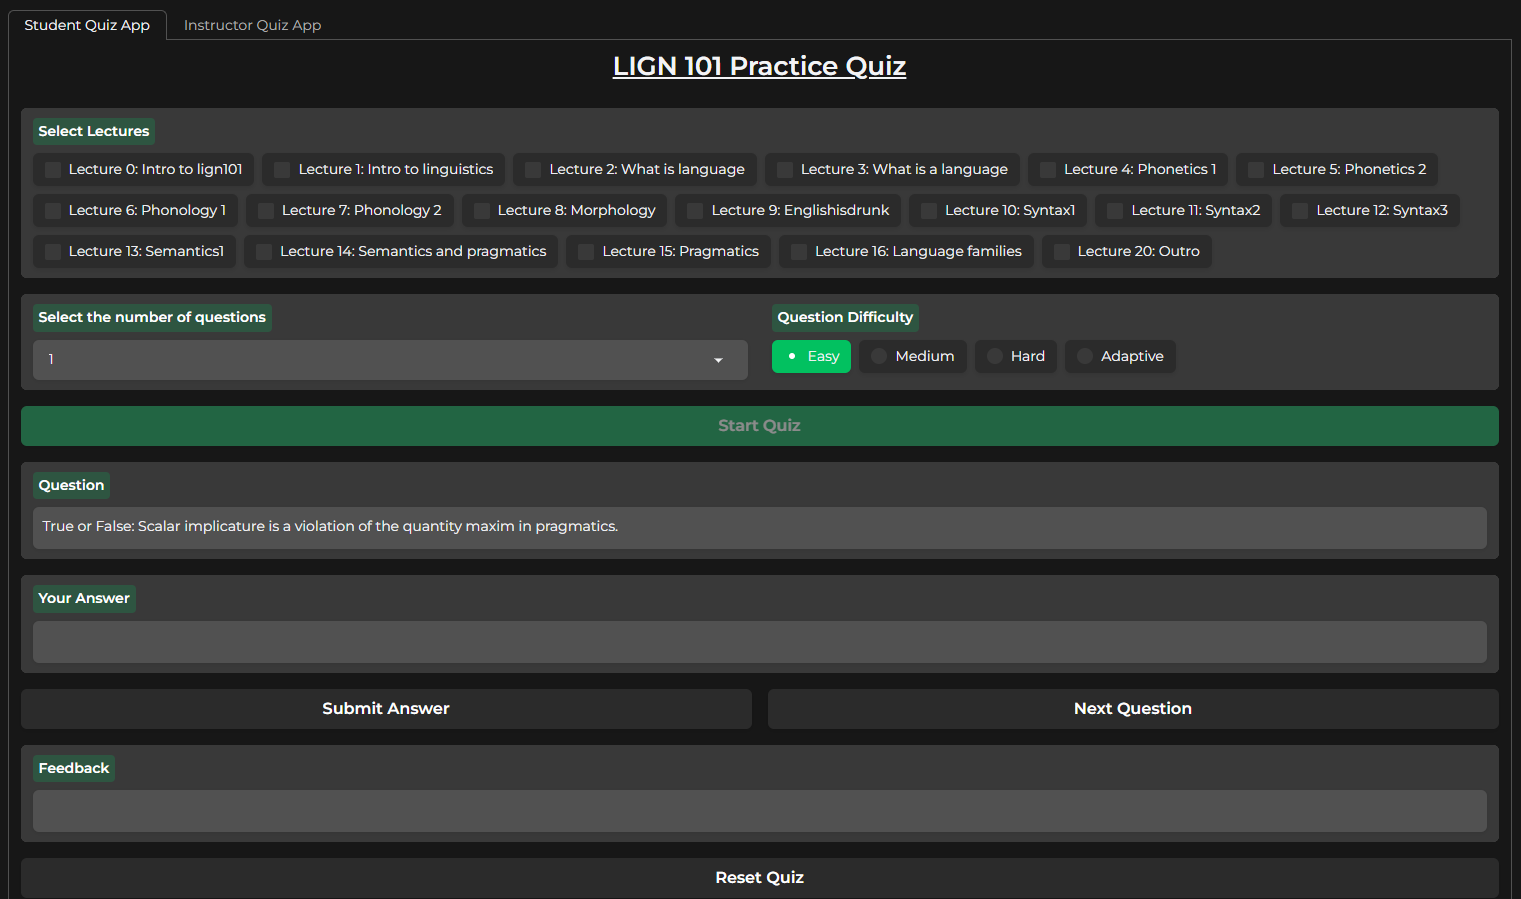 Student Quiz App Instructor Quiz App
LIGN 101 Practice Quiz
Select Lectures
Lecture 0: Intro to lign101 Lecture 1: Intro to linguistics Lecture 2: What is language Lecture 3: What is a language Lecture 4: Phonetics 1 Lecture 5: Phonetics 2
Lecture 6: Phonology 1 Lecture 7: Phonology 2 Lecture 8: Morphology Lecture 9: Englishisdrunk Lecture 10: Syntax1 Lecture 11: Syntax2 Lecture 12: Syntax3
Lecture 13: Semantics1 Lecture 14: Semantics and pragmatics Lecture 15: Pragmatics Lecture 16: Language families Lecture 20: Outro
Select the number of questions Question Difficulty
1 Easy Medium Hard Adaptive
Start Quiz
Question
True or False: Scalar implicature is a violation of the quantity maxim in pragmatics.
Your Answer
Submit Answer Next Question
Feedback
Reset Quiz